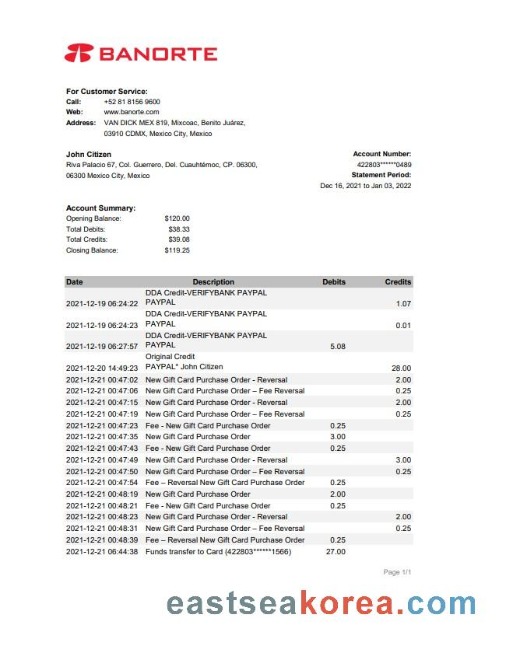 BANORTE
For Customer Service:
Call: +52 81 8156 9600
Web: www.banorte.com
Address: VAN DICK MEX 819, Mixcoac, Benito Juárez,
03910 CDMX, Mexico City, Mexico
John Citizen Account Number:
Riva Palacio 67, Col. Guerrero, Del. Cuauhtémoc, CP. 06300, 422803******0489
06300 Mexico City, Mexico Statement Period:
Dec 16, 2021 to Jan 03, 2022
Account Summary:
Opening Balance: $120.00
Total Debits: $38.33
Total Credits: $39.08
Closing Balance: $119.25
Date Description Debits Credits
DDA Credit-VERIFYBANK PAYPAL
2021-12-19 06:24:22 PAYPAL 1.07
DDA Credit-VERIFYBANK PAYPAL
2021-12-19 06:24:23 PAYPAL 0.01
DDA Credit-VERIFYBANK PAYPAL
2021-12-19 06:27:57 PAYPAL 5.08
Original Credit
2021-12-20 14:49:23 PAYPAL* John Citizen 28.00
2021-12-21 00:47:02 New Gift Card Purchase Order - Reversal 2.00
2021-12-21 00:47:06 New Gift Card Purchase Order – Fee Reversal 0.25
2021-12-21 00:47:15 New Gift Card Purchase Order - Reversal 2.00
2021-12-21 00:47:19 New Gift Card Purchase Order – Fee Reversal 0.25
2021-12-21 00:47:23 Fee - New Gift Card Purchase Order 0.25
2021-12-21 00:47:35 New Gift Card Purchase Order 3.00
2021-12-21 00:47:43 Fee - New Gift Card Purchase Order 0.25
2021-12-21 00:47:49 New Gift Card Purchase Order - Reversal 3.00
2021-12-21 00:47:50 New Gift Card Purchase Order – Fee Reversal 0.25
2021-12-21 00:47:54 Fee – Reversal New Gift Card Purchase Order 0.25
2021-12-21 00:48:19 New Gift Card Purchase Order 2.00
2021-12-21 00:48:21 Fee - New Gift Card Purchase Order 0.25
2021-12-21 00:48:23 New Gift Card Purchase Order - Reversal 2.00
2021-12-21 00:48:31 New Gift Card Purchase Order – Fee Reversal 0.25
2021-12-21 00:48:39 Fee – Reversal New Gift Card Purchase Order 0.25
2021-12-21 06:44:38 Funds transfer to Card (422803******1566) 27.00
Page 1/1
eastseakorea.com